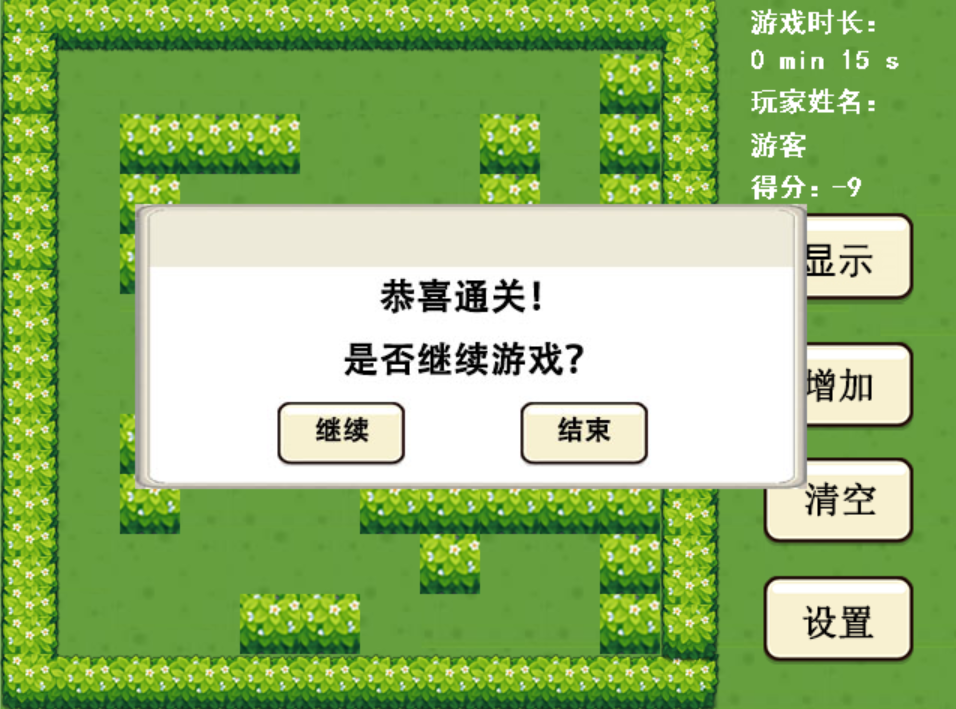 游戏时长：
0 min 15 s
玩家姓名：
游客
得分：-9
显示
恭喜通关！
是否继续游戏？
增加
继续
结束
清空
设置